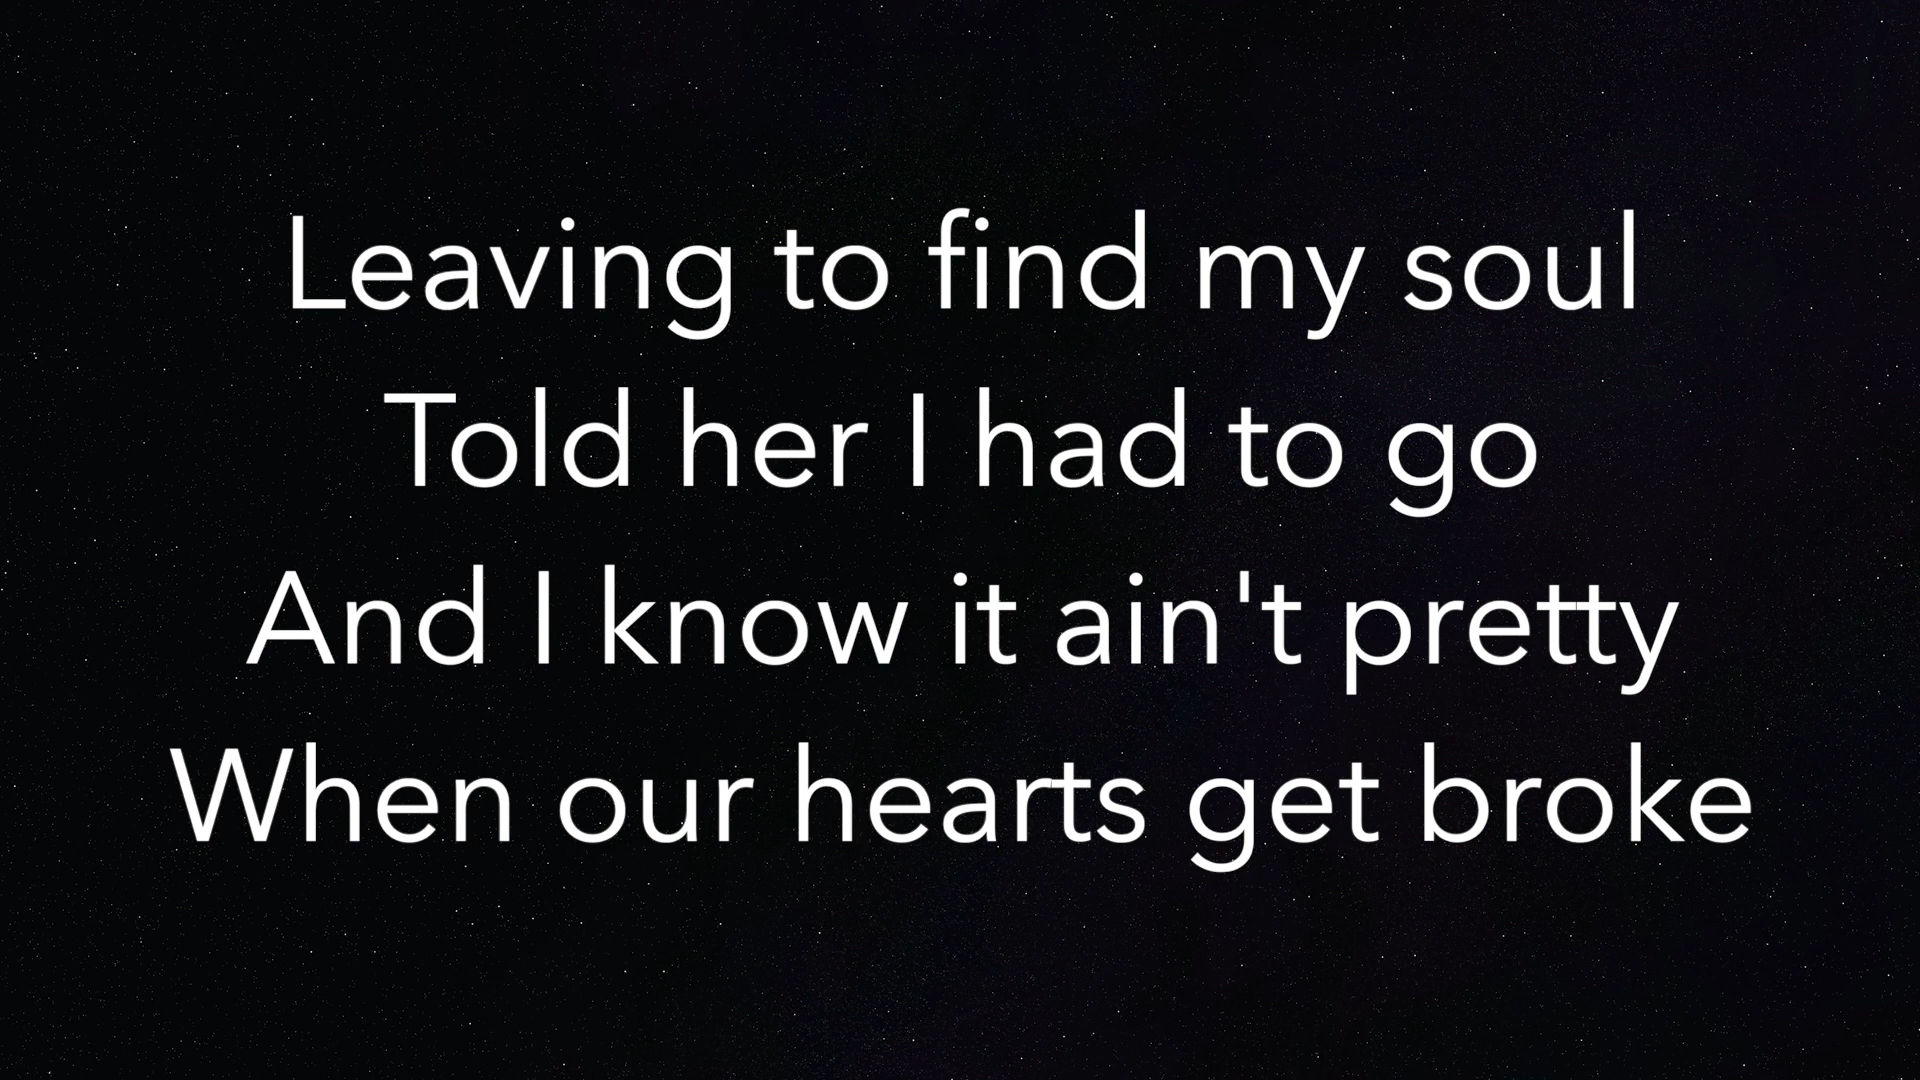 Leaving to find my soul
Told her I had to go
And I know it ain't pretty
When our hearts get broke